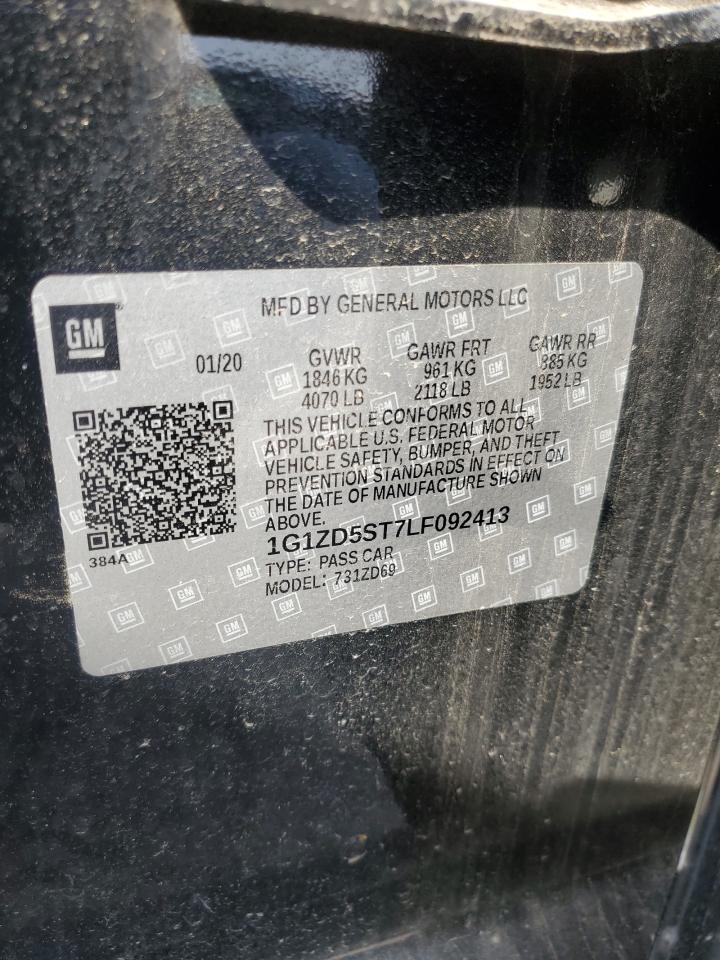 GM
MFD BY GENERAL MOTORS LLC
01/20
GVWR GAWR FRT GAWR RR
1846 KG 961 KG 885 KG
4070 LB 2118 LB 1952 LB
THIS VEHICLE CONFORMS TO ALL
APPLICABLE U.S. FEDERAL MOTOR
VEHICLE SAFETY, BUMPER, AND THEFT
PREVENTION STANDARDS IN EFFECT ON
THE DATE OF MANUFACTURE SHOWN
ABOVE.
1G1ZD5ST7LF092413
TYPE: PASS CAR
MODEL: 731ZD69
384A